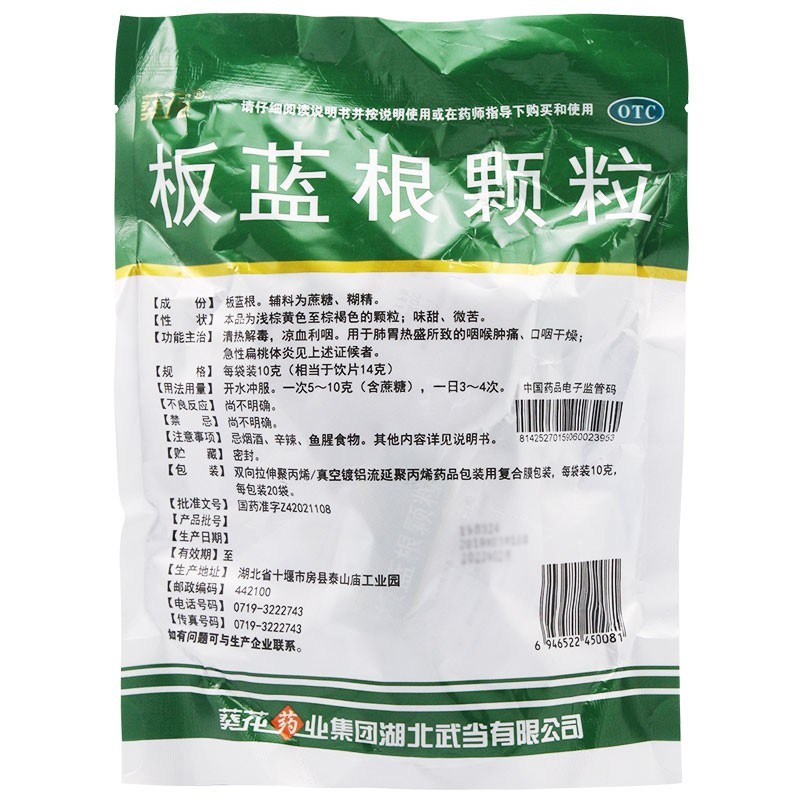 葵花®
请仔细阅读说明书并按说明使用或在药师指导下购买和使用
OTC
板蓝根颗粒
【成 份】板蓝根。辅料为蔗糖、糊精。
【性 状】本品为浅棕黄色至棕褐色的颗粒；味甜、微苦。
【功能主治】清热解毒，凉血利咽。用于肺胃热盛所致的咽喉肿痛、口咽干燥；
急性扁桃体炎见上述证候者。
【规 格】每袋装10克（相当于饮片14克）
【用法用量】开水冲服。一次5～10克（含蔗糖），一日3～4次。
【不良反应】尚不明确。
【禁 忌】尚不明确。
【注意事项】忌烟酒、辛辣、鱼腥食物。其他内容详见说明书。
【贮 藏】密封。
【包 装】双向拉伸聚丙烯/真空镀铝流延聚丙烯药品包装用复合膜包装，每袋装10克，
每包装20袋。
中国药品电子监管码
81425270159060023953
【批准文号】国药准字Z42021108
【产品批号】
【生产日期】
【有效期】至
【生产地址】湖北省十堰市房县泰山庙工业园
【邮政编码】442100
【电话号码】0719-3222743
【传真号码】0719-3222743
如有问题可与生产企业联系。
6 946522 450081
葵花药业集团湖北武当有限公司